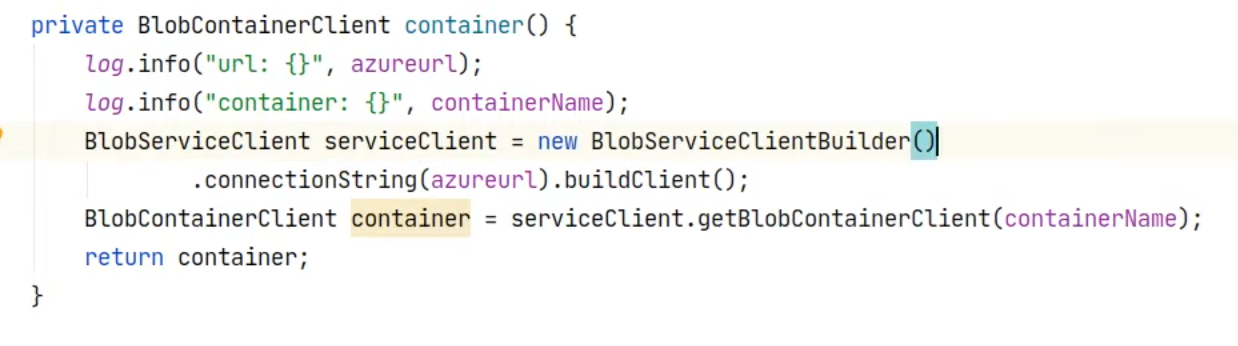 private BlobContainerClient container() {
log.info("url: {}", azureurl);
log.info("container: {}", containerName);
BlobServiceClient serviceClient = new BlobServiceClientBuilder()
.connectionString(azureurl).buildClient();
BlobContainerClient container = serviceClient.getBlobContainerClient(containerName);
return container;
}